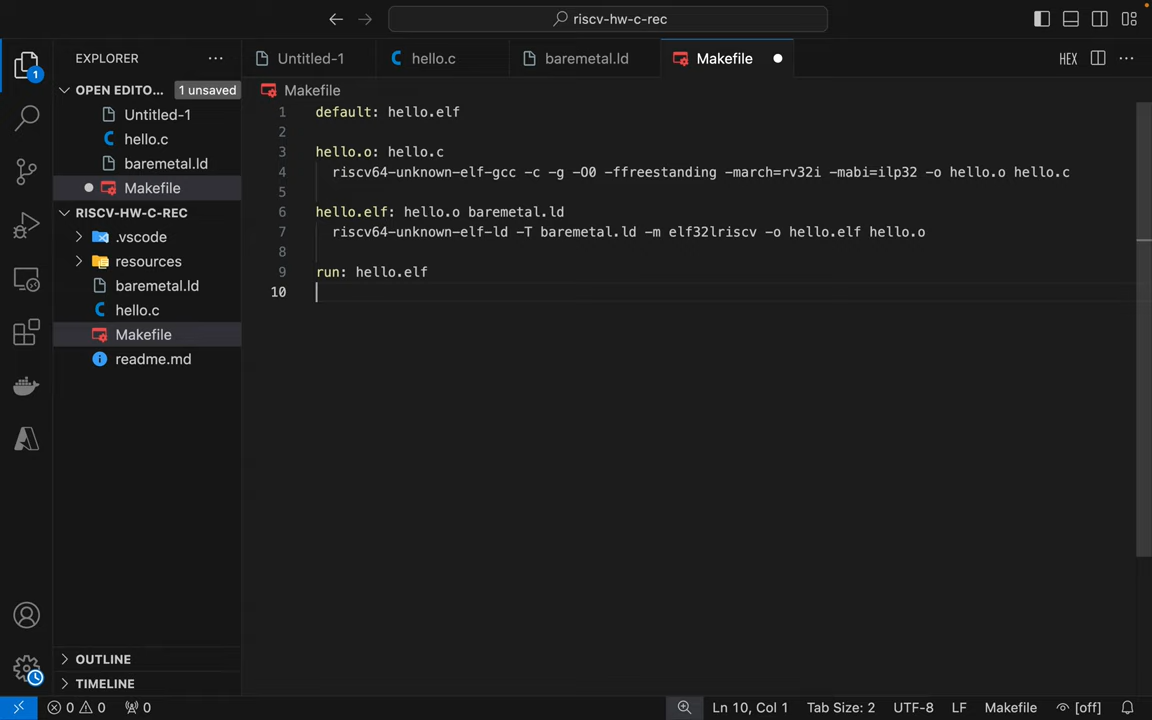 riscv-hw-c-rec
1
EXPLORER
Untitled-1
hello.c
baremetal.ld
Makefile
HEX
OPEN EDITO...
1 unsaved
Makefile
Untitled-1
hello.c
baremetal.ld
Makefile
RISCV-HW-C-REC
.vscode
resources
baremetal.ld
hello.c
Makefile
readme.md
1 default: hello.elf
2
3 hello.o: hello.c
4 riscv64-unknown-elf-gcc -c -g -O0 -ffreestanding -march=rv32i -mabi=ilp32 -o hello.o hello.c
5
6 hello.elf: hello.o baremetal.ld
7 riscv64-unknown-elf-ld -T baremetal.ld -m elf32lriscv -o hello.elf hello.o
8
9 run: hello.elf
10
OUTLINE
TIMELINE
0 0 0 Ln 10, Col 1 Tab Size: 2 UTF-8 LF Makefile [off]